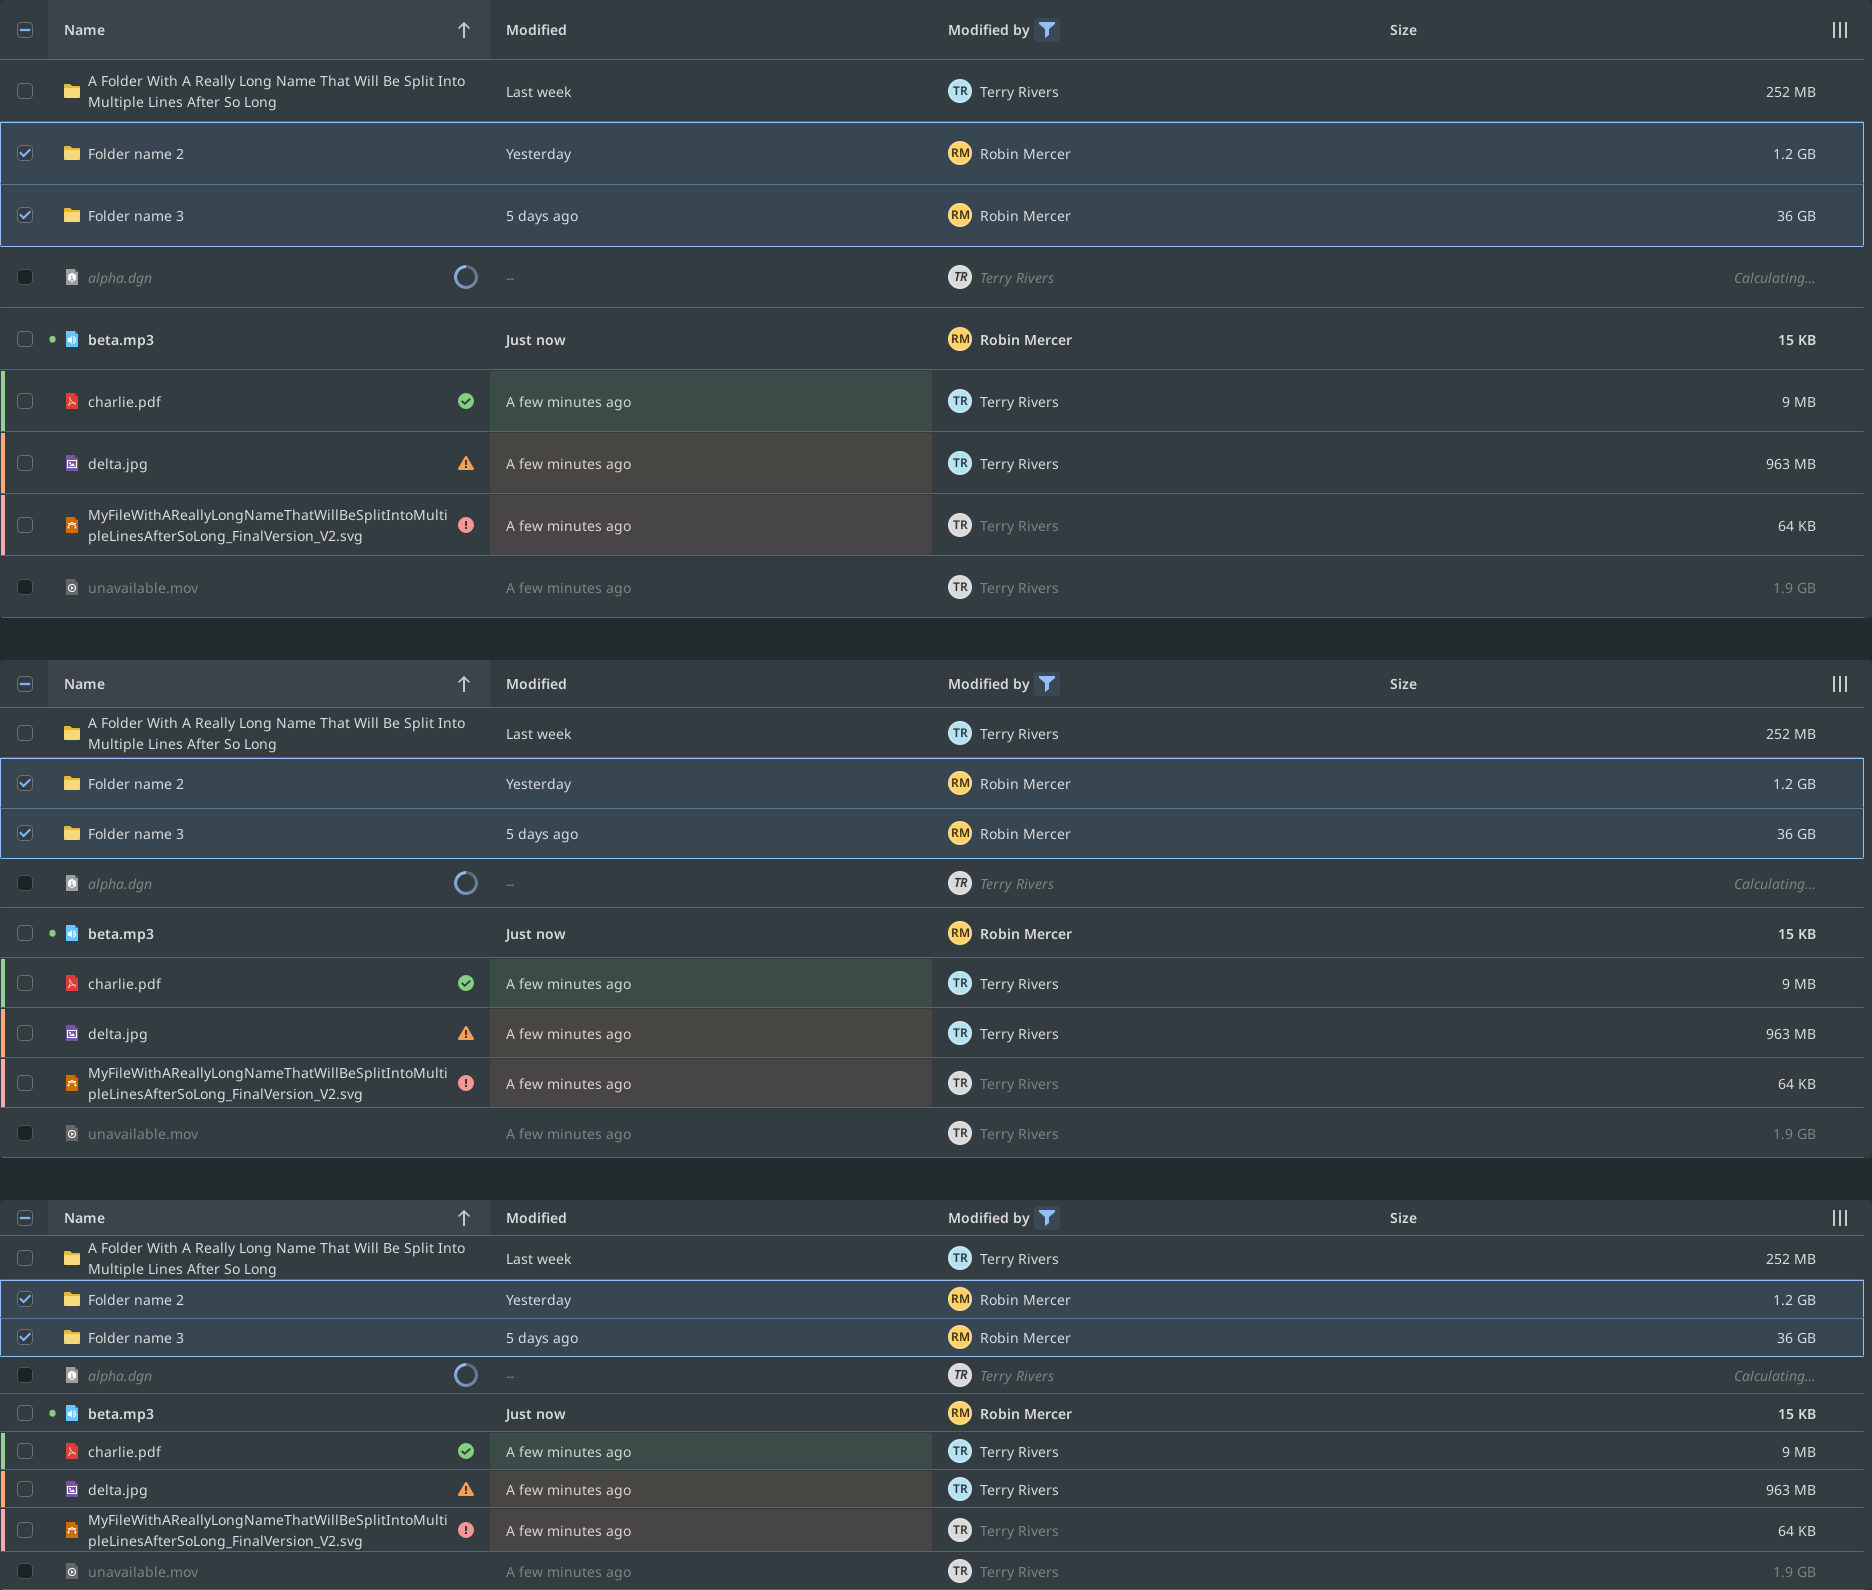 Name Modified Modified by Size
A Folder With A Really Long Name That Will Be Split Into
Multiple Lines After So Long Last week TR Terry Rivers 252 MB
Folder name 2 Yesterday RM Robin Mercer 1.2 GB
Folder name 3 5 days ago RM Robin Mercer 36 GB
alpha.dgn -- TR Terry Rivers Calculating...
beta.mp3 Just now RM Robin Mercer 15 KB
charlie.pdf A few minutes ago TR Terry Rivers 9 MB
delta.jpg A few minutes ago TR Terry Rivers 963 MB
MyFileWithAReallyLongNameThatWillBeSplitIntoMulti
pleLinesAfterSoLong_FinalVersion_V2.svg A few minutes ago TR Terry Rivers 64 KB
unavailable.mov A few minutes ago TR Terry Rivers 1.9 GB
Name Modified Modified by Size
A Folder With A Really Long Name That Will Be Split Into
Multiple Lines After So Long Last week TR Terry Rivers 252 MB
Folder name 2 Yesterday RM Robin Mercer 1.2 GB
Folder name 3 5 days ago RM Robin Mercer 36 GB
alpha.dgn -- TR Terry Rivers Calculating...
beta.mp3 Just now RM Robin Mercer 15 KB
charlie.pdf A few minutes ago TR Terry Rivers 9 MB
delta.jpg A few minutes ago TR Terry Rivers 963 MB
MyFileWithAReallyLongNameThatWillBeSplitIntoMulti
pleLinesAfterSoLong_FinalVersion_V2.svg A few minutes ago TR Terry Rivers 64 KB
unavailable.mov A few minutes ago TR Terry Rivers 1.9 GB
Name Modified Modified by Size
A Folder With A Really Long Name That Will Be Split Into
Multiple Lines After So Long Last week TR Terry Rivers 252 MB
Folder name 2 Yesterday RM Robin Mercer 1.2 GB
Folder name 3 5 days ago RM Robin Mercer 36 GB
alpha.dgn -- TR Terry Rivers Calculating...
beta.mp3 Just now RM Robin Mercer 15 KB
charlie.pdf A few minutes ago TR Terry Rivers 9 MB
delta.jpg A few minutes ago TR Terry Rivers 963 MB
MyFileWithAReallyLongNameThatWillBeSplitIntoMulti
pleLinesAfterSoLong_FinalVersion_V2.svg A few minutes ago TR Terry Rivers 64 KB
unavailable.mov A few minutes ago TR Terry Rivers 1.9 GB